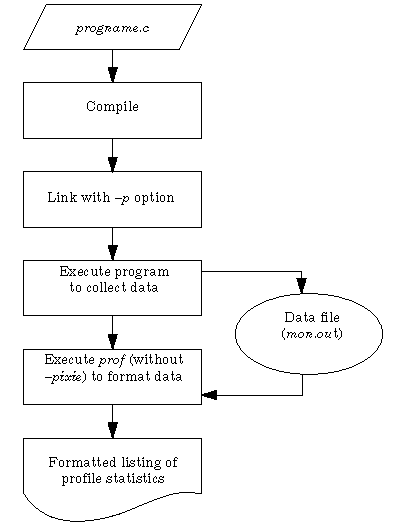 progname.c
Compile
Link with –p option
Execute program
to collect data
Data file
(mon.out)
Execute prof (without
–pixie) to format data
Formatted listing of
profile statistics